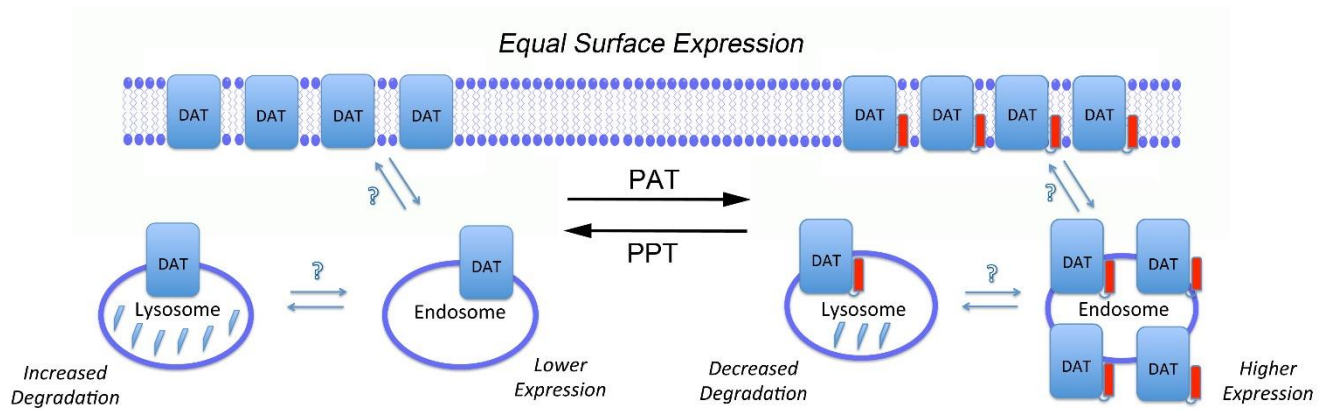 Equal Surface Expression
DAT DAT DAT DAT
DAT DAT DAT DAT
?
?
PAT
PPT
DAT
Lysosome
?
DAT
Endosome
Increased
Degradation
Lower
Expression
DAT
Lysosome
?
DAT DAT
Endosome
DAT DAT
Decreased
Degradation
Higher
Expression